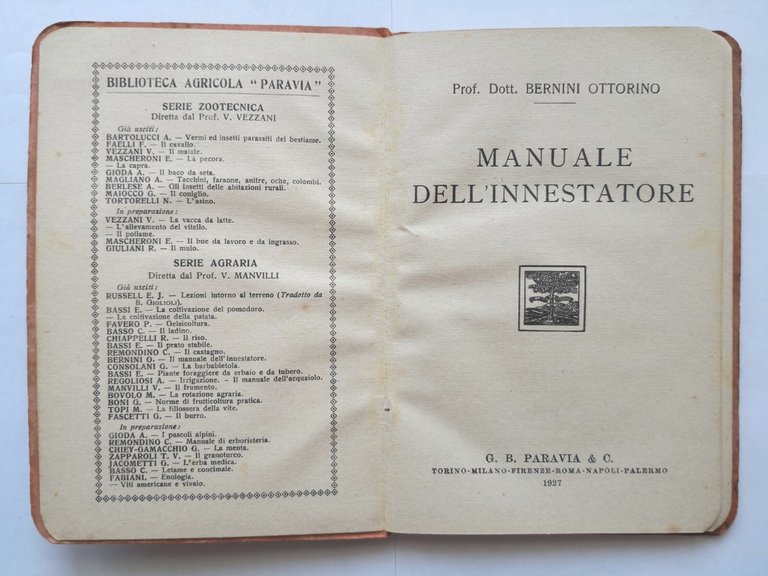 BIBLIOTECA AGRICOLA "PARAVIA"
SERIE ZOOTECNICA
Diretta dal Prof. V. VEZZANI
Già usciti:
BARTOLUCCI A. — Vermi ed insetti parassiti del bestiame.
FAELLI F. — Il cavallo.
VEZZANI V. — Il maiale.
MASCHERONI E. — La pecora.
— La capra.
GIODA A. — Il baco da seta.
MAGLIANO A. — Tacchini, faraone, anitre, oche, colombi.
BERLESE A. — Gli insetti delle abitazioni rurali.
MAIOCCO G. — Il coniglio.
TORTORELLI N. — L'asino.
In preparazione:
VEZZANI V. — La vacca da latte.
— L'allevamento del vitello.
— Il pollame.
MASCHERONI E. — Il bue da lavoro e da ingrasso.
GIULIANI R. — Il mulo.
SERIE AGRARIA
Diretta dal Prof. V. MANVILLI
Già usciti:
RUSSELL E. J. — Lezioni intorno al terreno (Tradotto da
B. GIGLIOLI).
BASSI E. — La coltivazione del pomodoro.
— La coltivazione della patata.
FAVERO P. — Gelsicoltura.
BASSO C. — Il ladino.
CHIAPPELLI R. — Il riso.
BASSI E. — Il prato stabile.
REMONDINO C. — Il castagno.
BERNINI O. — Il manuale dell'innestatore.
CONSOLANI G. — La barbabietola.
BASSI E. — Piante foraggiere da erbaio e da tubero.
REGOLIOSI A. — Irrigazione. - Il manuale dell'acquaiolo.
MANVILLI V. — Il frumento.
BOVOLO M. — La rotazione agraria.
BONI G. — Norme di frutticoltura pratica.
TOPI M. — La fillossera della vite.
FASCETTI G. — Il burro.
In preparazione:
GIODA A. — I pascoli alpini.
REMONDINO C. — Manuale di erboristeria.
CHIEY-GAMACCHIO G. — La menta.
ZAPPAROLI T. V. — Il granoturco.
JACOMETTI G. — L'erba medica.
BASSO C. — Letame e concimaie.
FABIANI. — Enologia.
— Viti americane e vivaio.
Prof. Dott. BERNINI OTTORINO
MANUALE
DELL'INNESTATORE
G. B. PARAVIA & C.
TORINO-MILANO-FIRENZE-ROMA-NAPOLI-PALERMO
1927